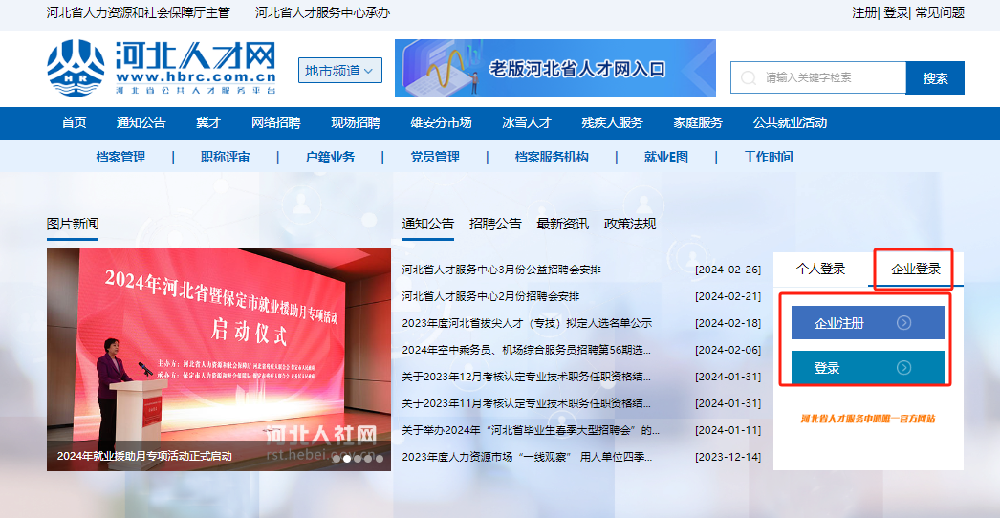 河北省人力资源和社会保障厅主管 河北省人才服务中心承办 注册| 登录| 常见问题
河北人才网
www.hbrc.com.cn
河北省公共人才服务平台
HR
地市频道
老版河北省人才网入口
请输入关键字检索 搜索
首页 通知公告 冀才 网络招聘 现场招聘 雄安分市场 冰雪人才 残疾人服务 家庭服务 公共就业活动
档案管理 | 职称评审 | 户籍业务 | 党员管理 | 档案服务机构 | 就业E图 | 工作时间
图片新闻
2024年河北省暨保定市就业援助月专项活动
启动仪式
河北人社网
rst.hebei.gov.cn
2024年就业援助月专项活动正式启动
通知公告 招聘公告 最新资讯 政策法规
河北省人才服务中心3月份公益招聘会安排 [2024-02-26]
河北省人才服务中心2月份招聘会安排 [2024-02-21]
2023年度河北省拔尖人才（专技）拟定人选名单公示 [2024-02-18]
2024年空中乘务员、机场综合服务员招聘第56期选... [2024-02-06]
关于2023年12月考核认定专业技术职务任职资格结... [2024-01-31]
关于2023年11月考核认定专业技术职务任职资格结... [2024-01-31]
关于举办2024年“河北省毕业生春季大型招聘会”的... [2024-01-11]
2023年度人力资源市场“一线观察” 用人单位四季... [2023-12-14]
个人登录 企业登录
企业注册
登录
河北省人才服务中心唯一官方网站